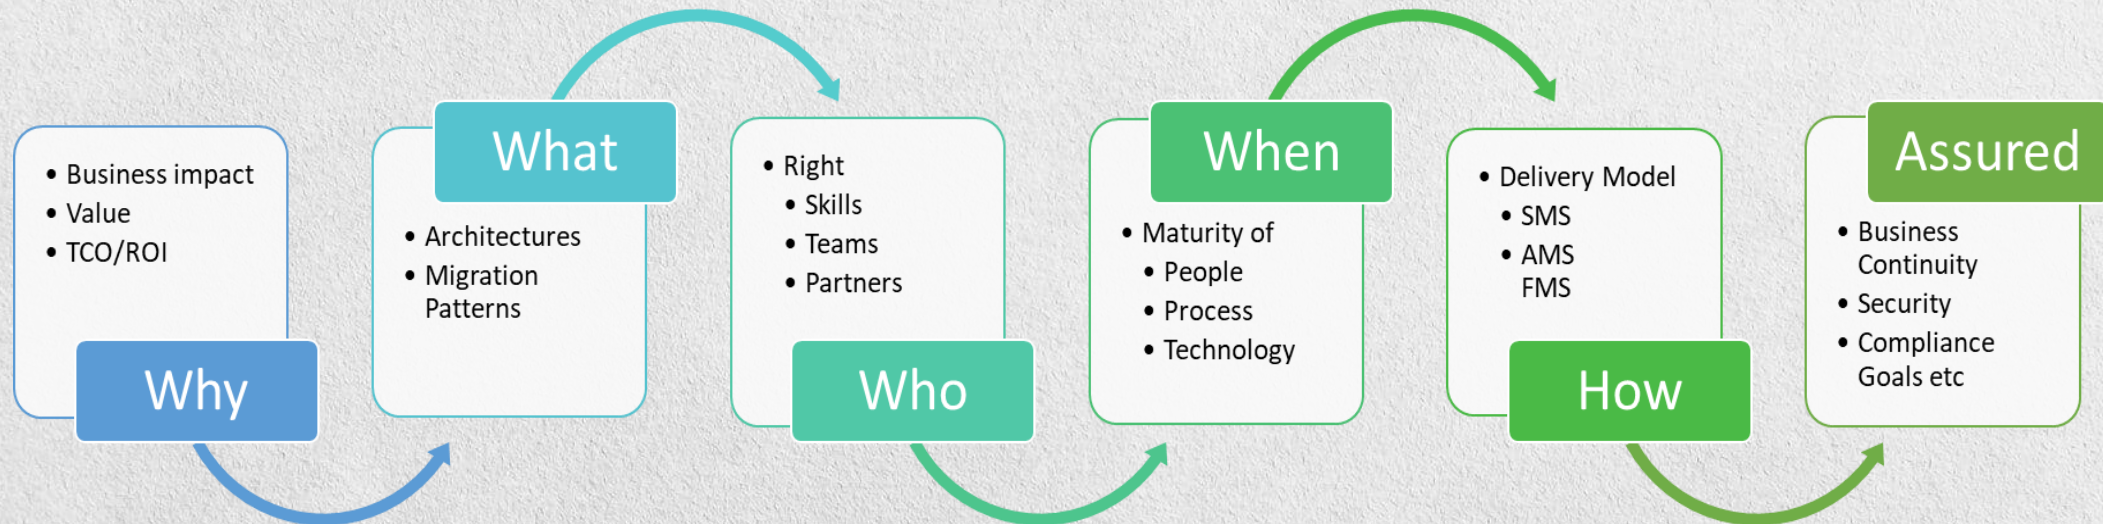 • Business impact
• Value
• TCO/ROI
Why
What
• Architectures
• Migration
Patterns
• Right
• Skills
• Teams
• Partners
Who
When
• Maturity of
• People
• Process
• Technology
• Delivery Model
• SMS
• AMS
FMS
How
Assured
• Business
Continuity
• Security
• Compliance
Goals etc